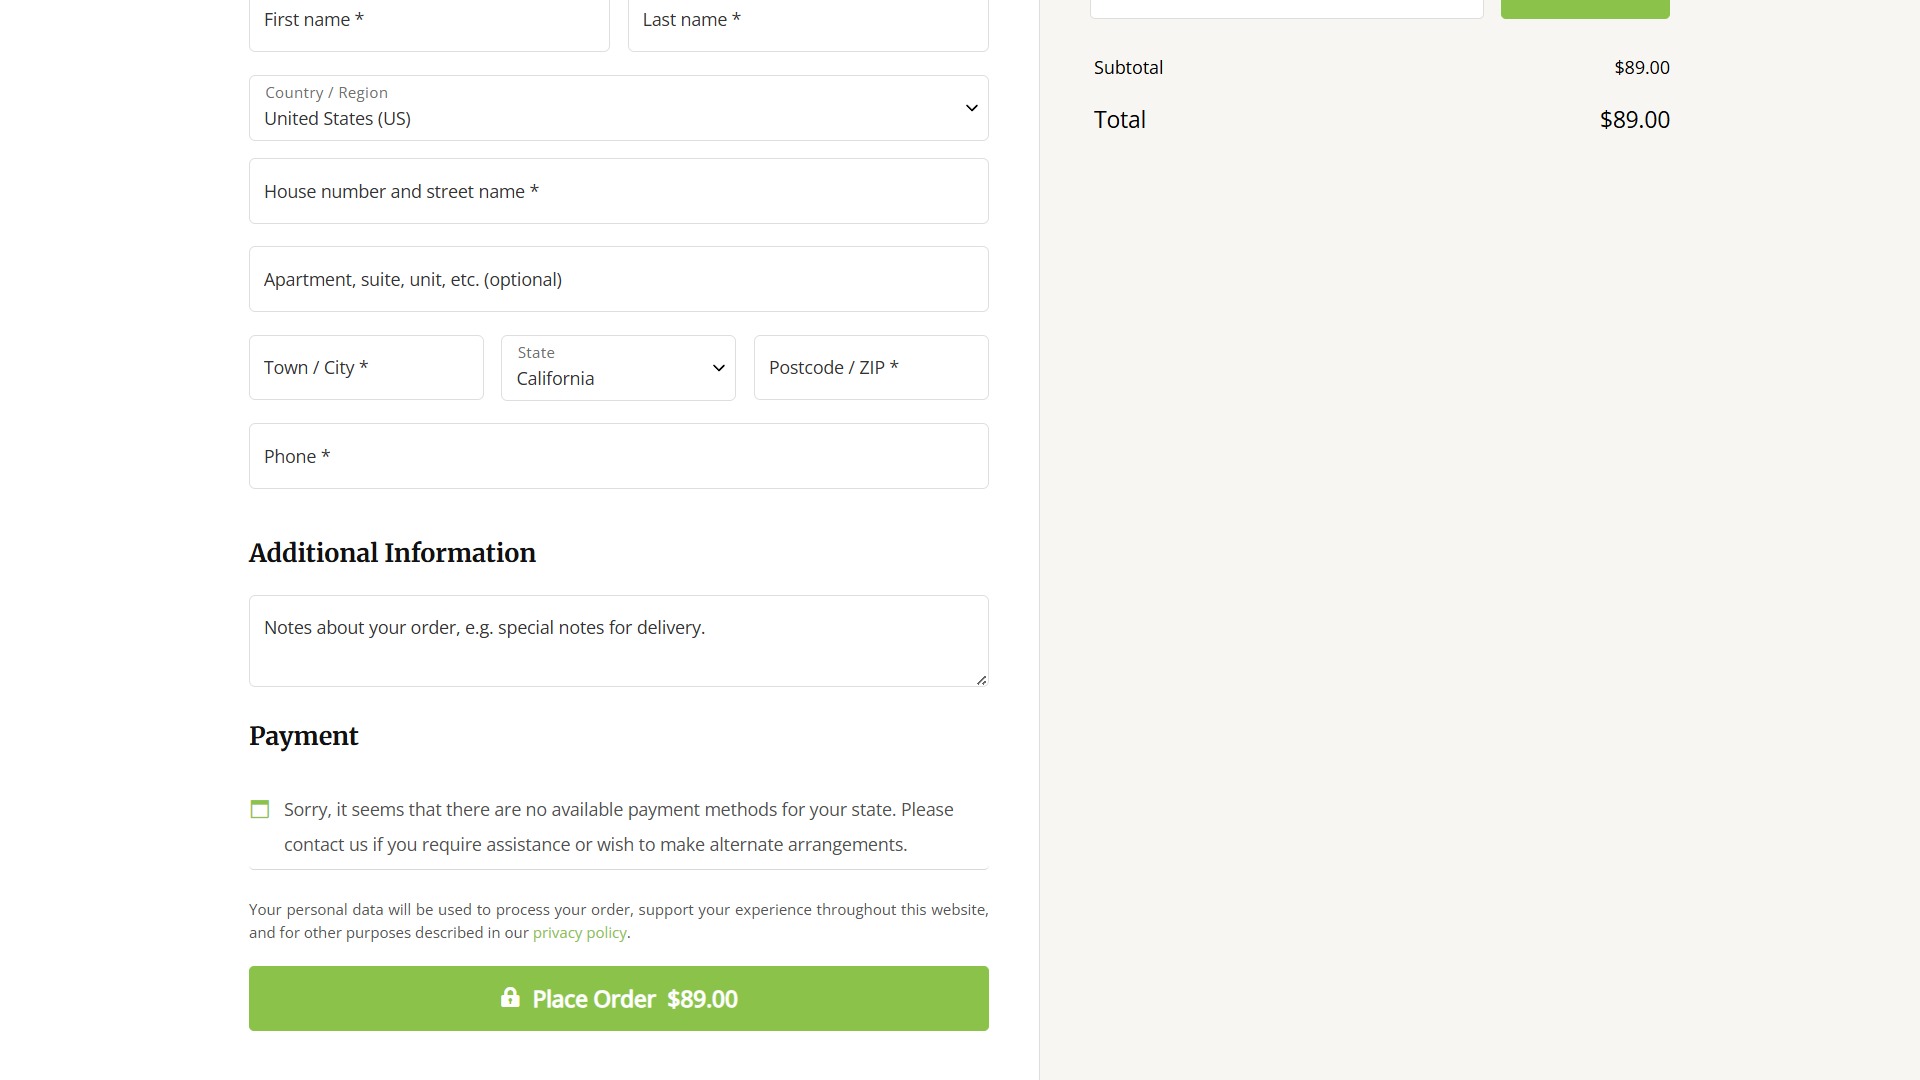 First name *
Last name *
Subtotal
$89.00
Country / Region
United States (US)
Total
$89.00
House number and street name *
Apartment, suite, unit, etc. (optional)
Town / City *
State
California
Postcode / ZIP *
Phone *
Additional Information
Notes about your order, e.g. special notes for delivery.
Payment
Sorry, it seems that there are no available payment methods for your state. Please
contact us if you require assistance or wish to make alternate arrangements.
Your personal data will be used to process your order, support your experience throughout this website,
and for other purposes described in our privacy policy.
Place Order $89.00